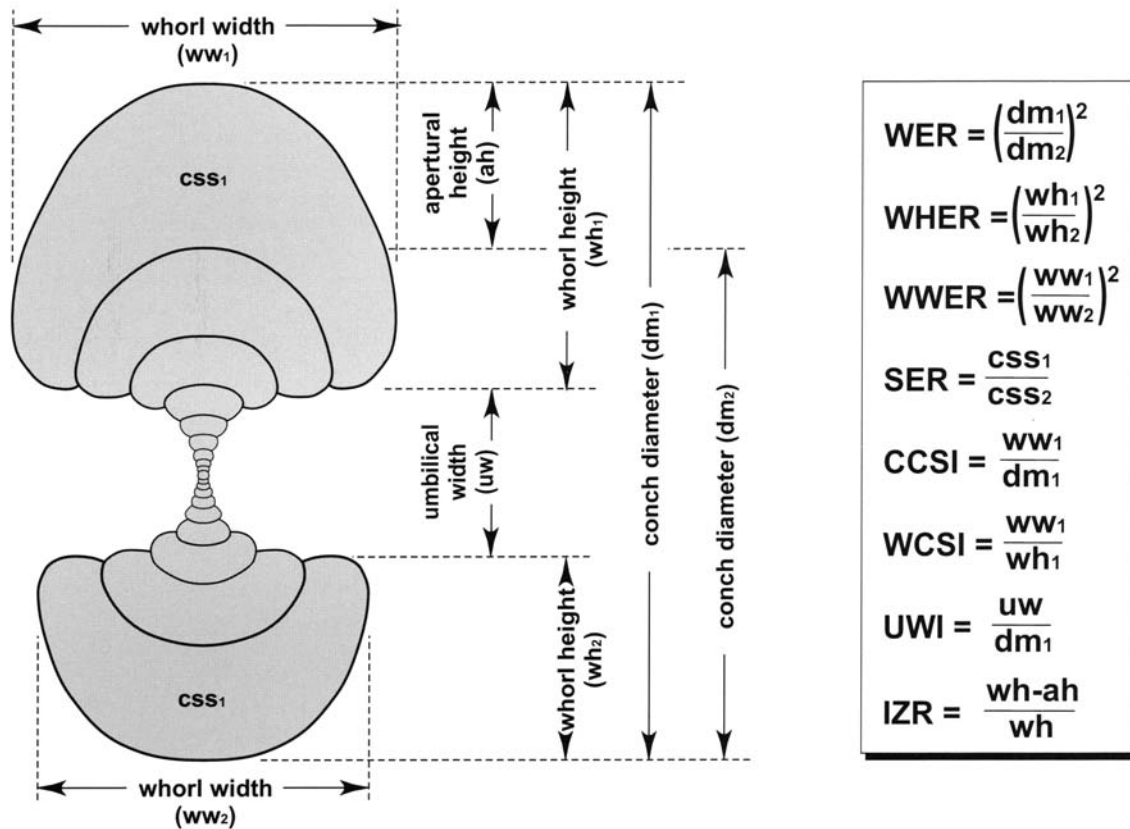 whorl width
(ww₁)
css₁
apertural
height
(ah)
whorl height
(wh₁)
conch diameter (dm₁)
conch diameter (dm₂)
umbilical
width
(uw)
whorl height
(wh₂)
css₁
whorl width
(ww₂)
WER = (dm₁/dm₂)²
WHER = (wh₁/wh₂)²
WWER = (ww₁/ww₂)²
SER = css₁/css₂
CCSI = ww₁/dm₁
WCSI = ww₁/wh₁
UWI = uw/dm₁
IZR = wh-ah/wh